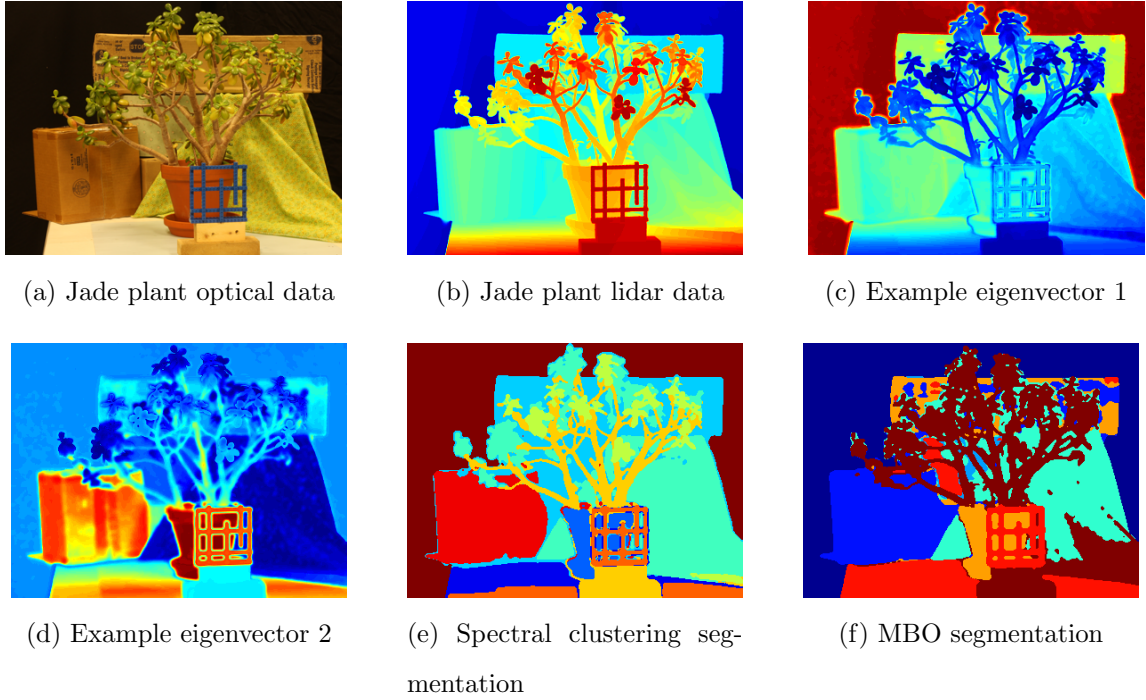 STOP
(a) Jade plant optical data
(b) Jade plant lidar data
(c) Example eigenvector 1
(d) Example eigenvector 2
(e) Spectral clustering seg-
mentation
(f) MBO segmentation